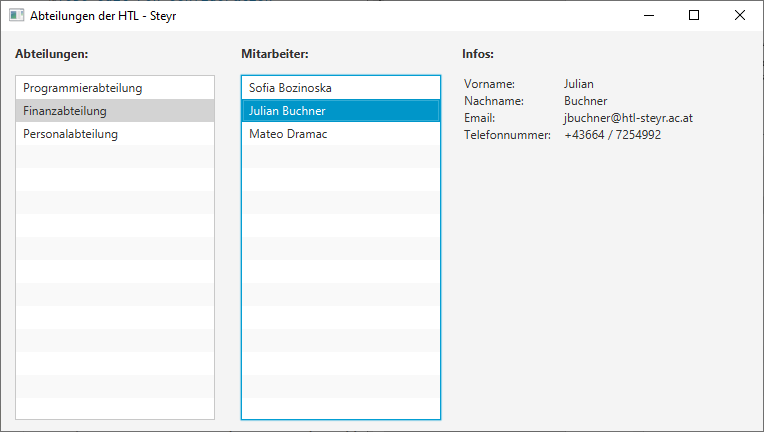 Abteilungen der HTL - Steyr
Abteilungen:
Programmierabteilung
Finanzabteilung
Personalabteilung
Mitarbeiter:
Sofia Bozinoska
Julian Buchner
Mateo Dramac
Infos:
Vorname: Julian
Nachname: Buchner
Email: jbuchner@htl-steyr.ac.at
Telefonnummer: +43664 / 7254992